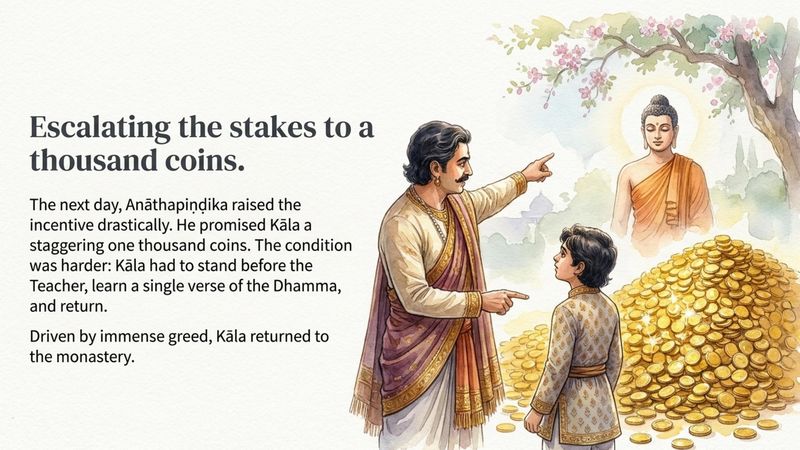 Escalating the stakes to a
thousand coins.
The next day, Anāthapiṇḍika raised the
incentive drastically. He promised Kāla a
staggering one thousand coins. The condition
was harder: Kāla had to stand before the
Teacher, learn a single verse of the Dhamma,
and return.
Driven by immense greed, Kāla returned to
the monastery.